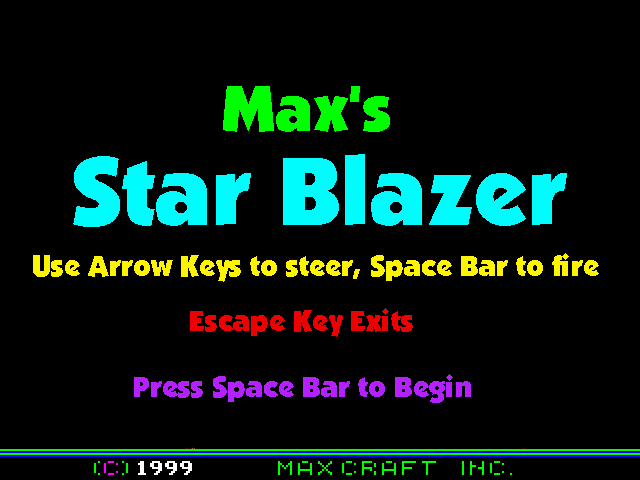 Max's
Star Blazer
Use Arrow Keys to steer, Space Bar to fire
Escape Key Exits
Press Space Bar to Begin
(C) 1999 MAXCRAFT INC.